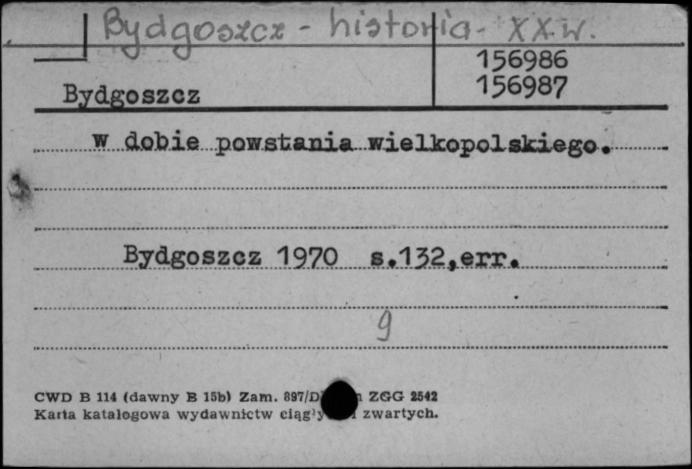 Bydgoszcz - historia - XX w.
156986
Bydgoszcz 156987
W dobie powstania wielkopolskiego.
Bydgoszcz 1970 s.132,err.
9
CWD B 114 (dawny B 15b) Zam. ZGG 2542
Karta katalogowa wydawnictw zwartych.